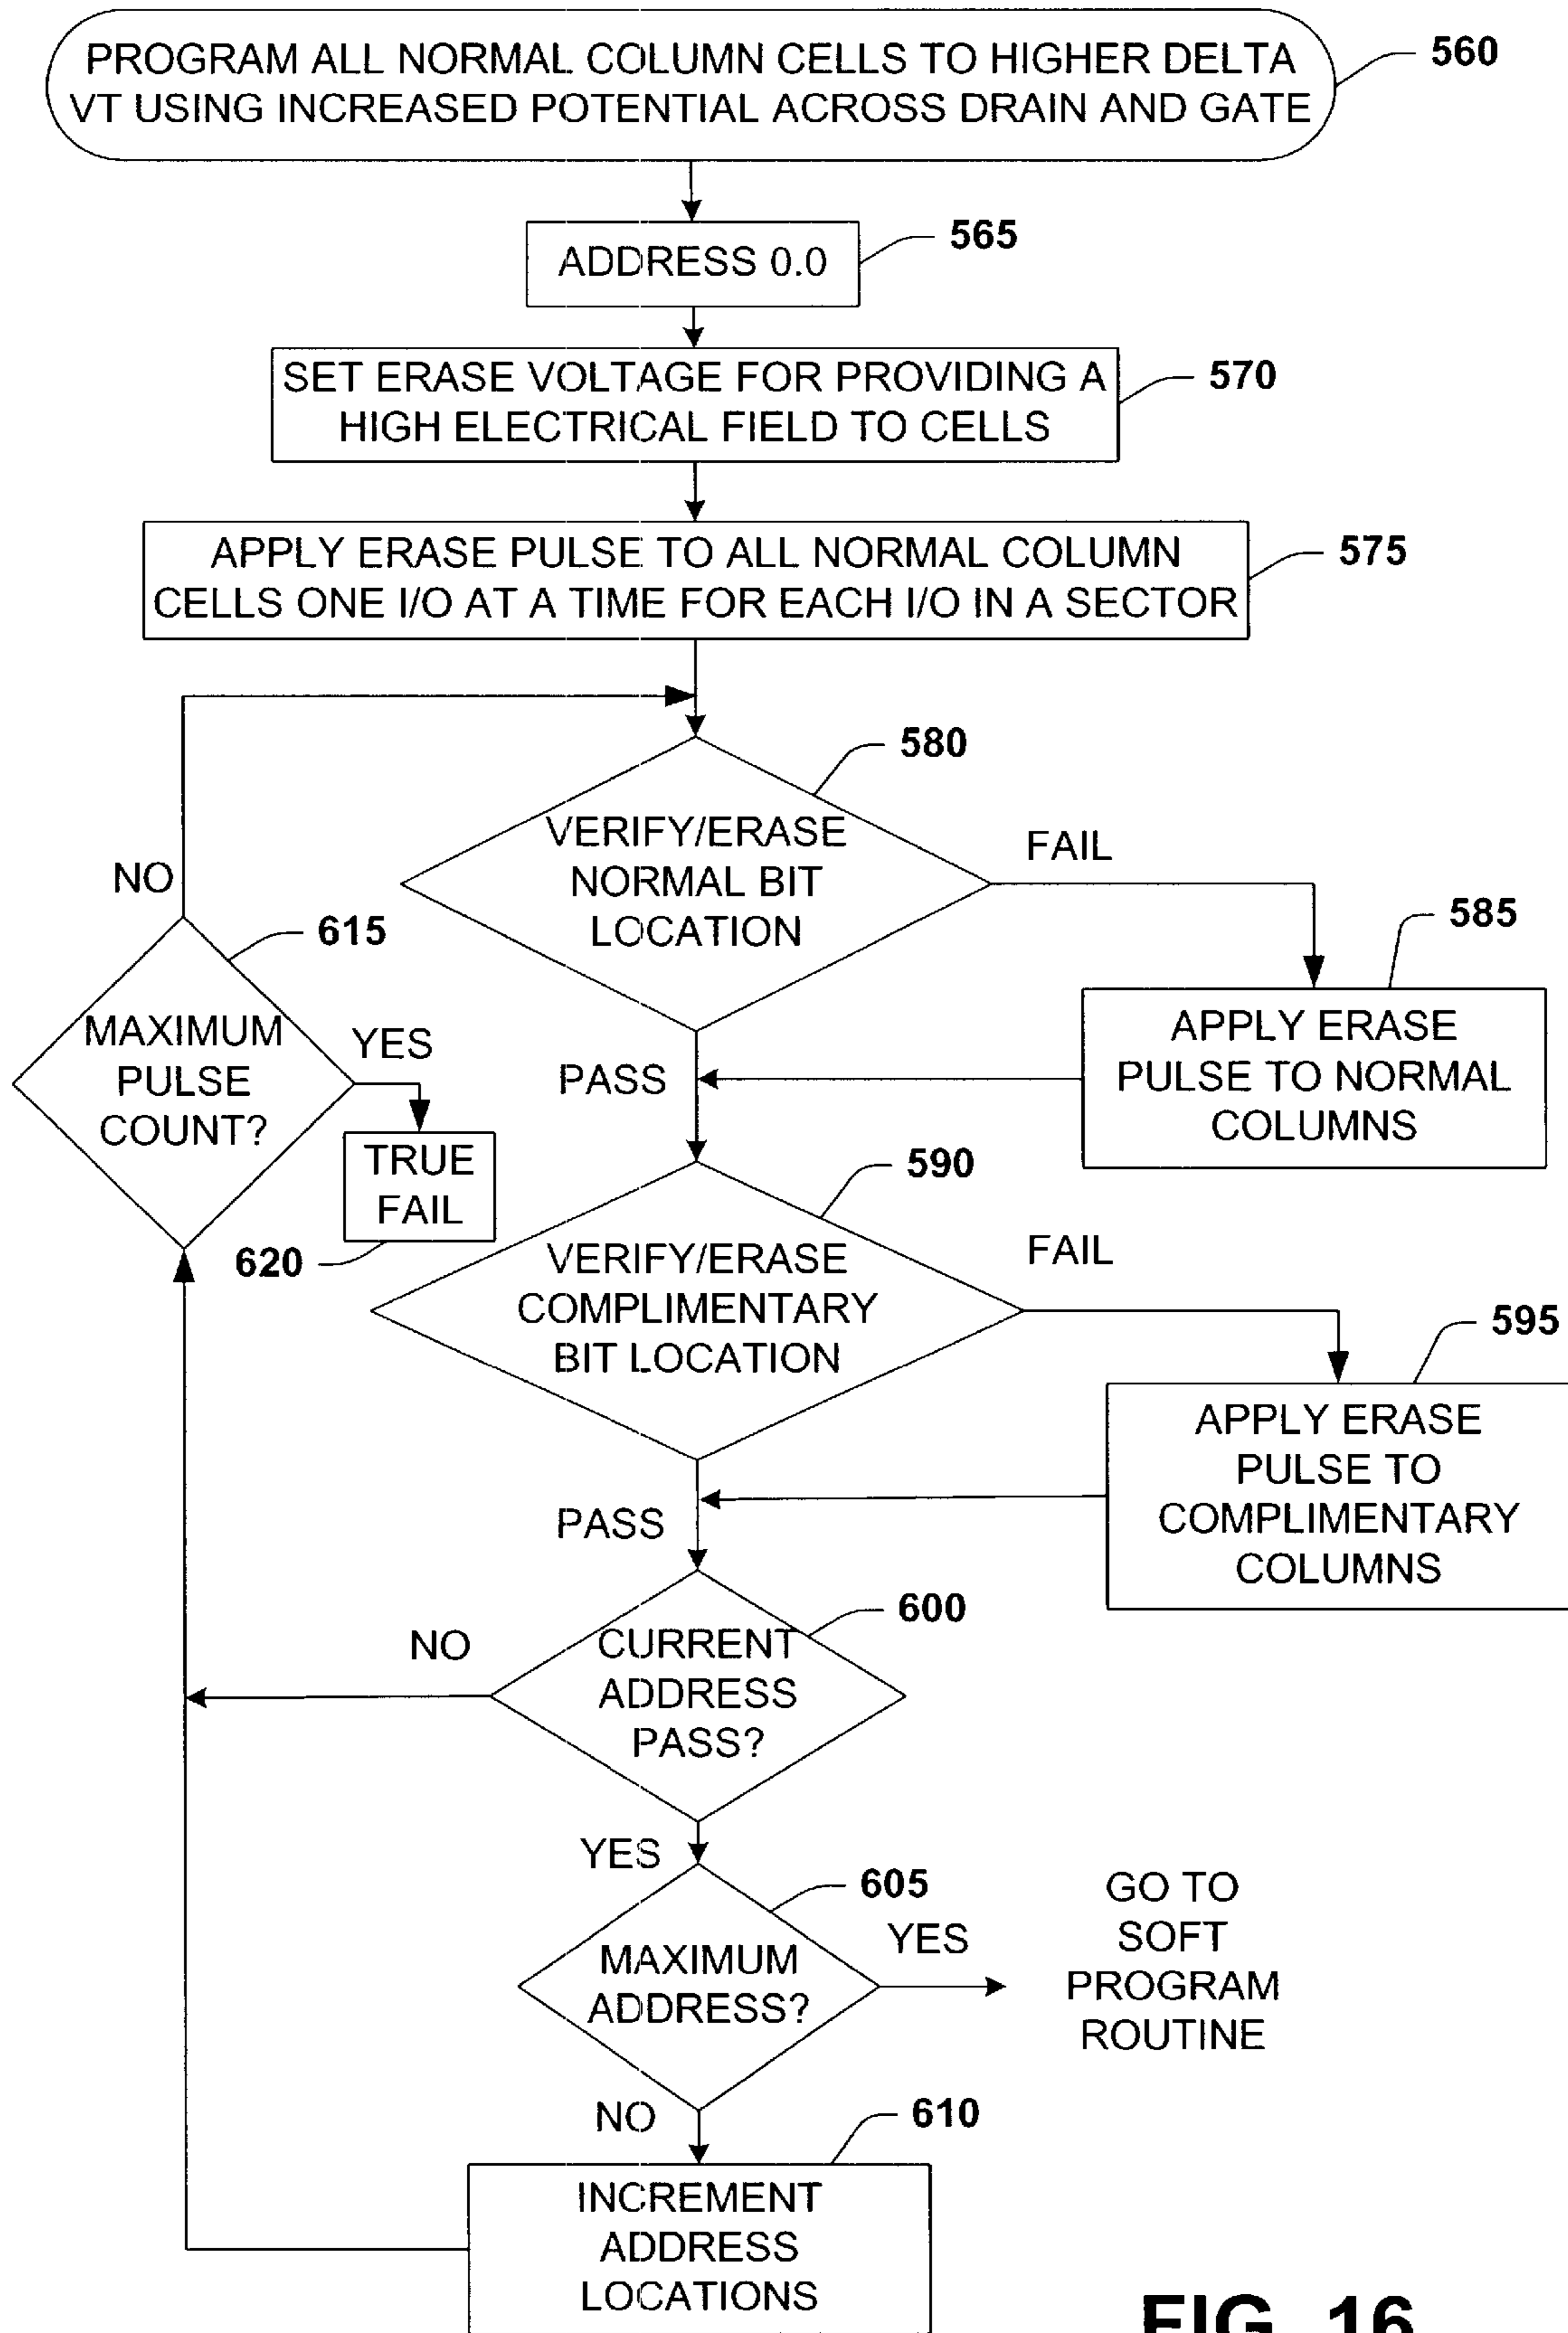 PROGRAM ALL NORMAL COLUMN CELLS TO HIGHER DELTA
VT USING INCREASED POTENTIAL ACROSS DRAIN AND GATE
560
ADDRESS 0.0
565
SET ERASE VOLTAGE FOR PROVIDING A
HIGH ELECTRICAL FIELD TO CELLS
570
APPLY ERASE PULSE TO ALL NORMAL COLUMN
CELLS ONE I/O AT A TIME FOR EACH I/O IN A SECTOR
575
580
VERIFY/ERASE
NORMAL BIT
LOCATION
FAIL
NO
615
585
MAXIMUM
PULSE
COUNT?
YES
PASS
APPLY ERASE
PULSE TO NORMAL
COLUMNS
TRUE
FAIL
620
590
VERIFY/ERASE
COMPLIMENTARY
BIT LOCATION
FAIL
595
APPLY ERASE
PULSE TO
COMPLIMENTARY
COLUMNS
PASS
600
NO
CURRENT
ADDRESS
PASS?
YES
605
MAXIMUM
ADDRESS?
YES
GO TO
SOFT
PROGRAM
ROUTINE
NO
610
INCREMENT
ADDRESS
LOCATIONS
FIG. 16